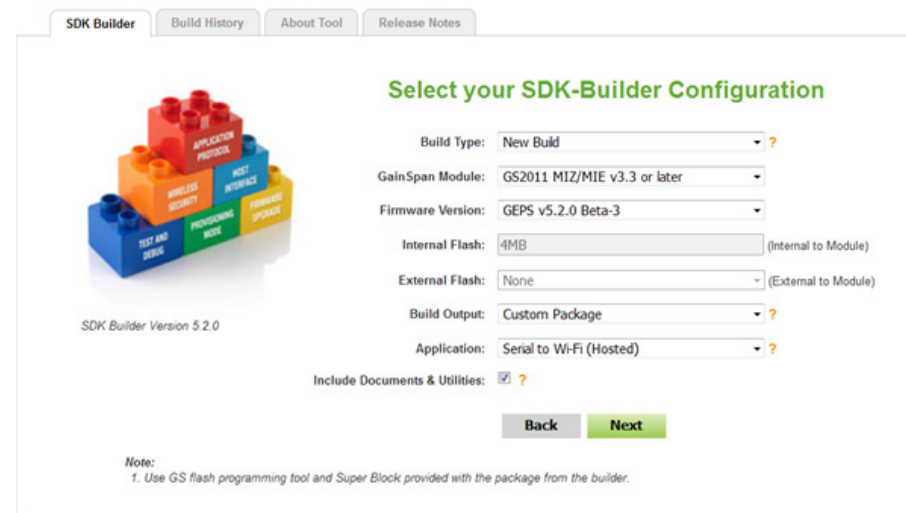 SDK Builder
Build History
About Tool
Release Notes
Select your SDK-Builder Configuration
APPLICATION
PROTOCOL
WIRELESS
SECURITY
HOST
INTERFACE
TEST AND
DEBUG
PROVISIONING
MODE
FIRMWARE
UPGRADE
SDK Builder Version 5.2.0
Build Type: New Build ?
GainSpan Module: GS2011 MIZ/MIE v3.3 or later
Firmware Version: GEPS v5.2.0 Beta-3
Internal Flash: 4MB (Internal to Module)
External Flash: None (External to Module)
Build Output: Custom Package ?
Application: Serial to Wi-Fi (Hosted) ?
Include Documents & Utilities: ?
Back
Next
Note:
1. Use GS flash programming tool and Super Block provided with the package from the builder.